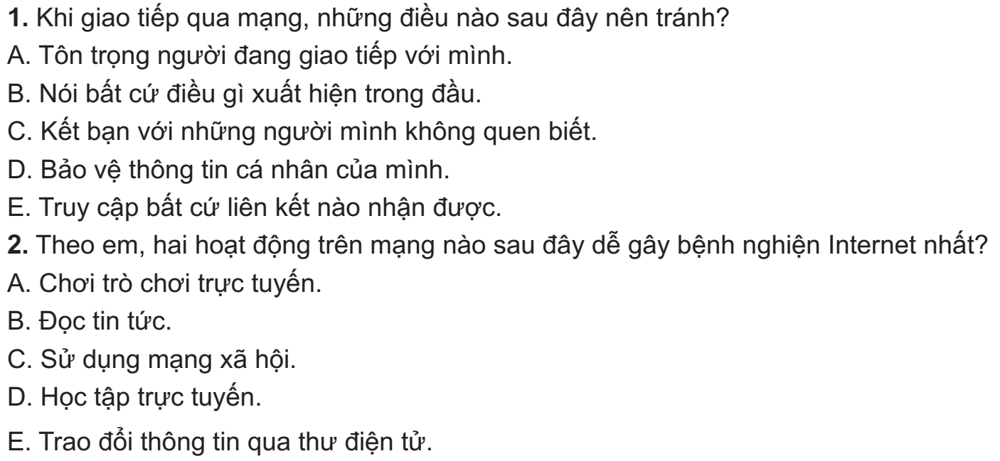 1. Khi giao tiếp qua mạng, những điều nào sau đây nên tránh?
A. Tôn trọng người đang giao tiếp với mình.
B. Nói bất cứ điều gì xuất hiện trong đầu.
C. Kết bạn với những người mình không quen biết.
D. Bảo vệ thông tin cá nhân của mình.
E. Truy cập bất cứ liên kết nào nhận được.
2. Theo em, hai hoạt động trên mạng nào sau đây dễ gây bệnh nghiện Internet nhất?
A. Chơi trò chơi trực tuyến.
B. Đọc tin tức.
C. Sử dụng mạng xã hội.
D. Học tập trực tuyến.
E. Trao đổi thông tin qua thư điện tử.